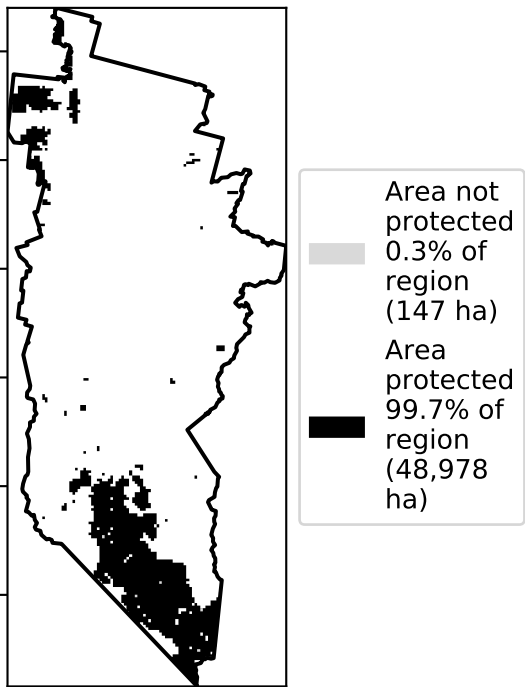 Area not
protected
0.3% of
region
(147 ha)
Area
protected
99.7% of
region
(48,978
ha)